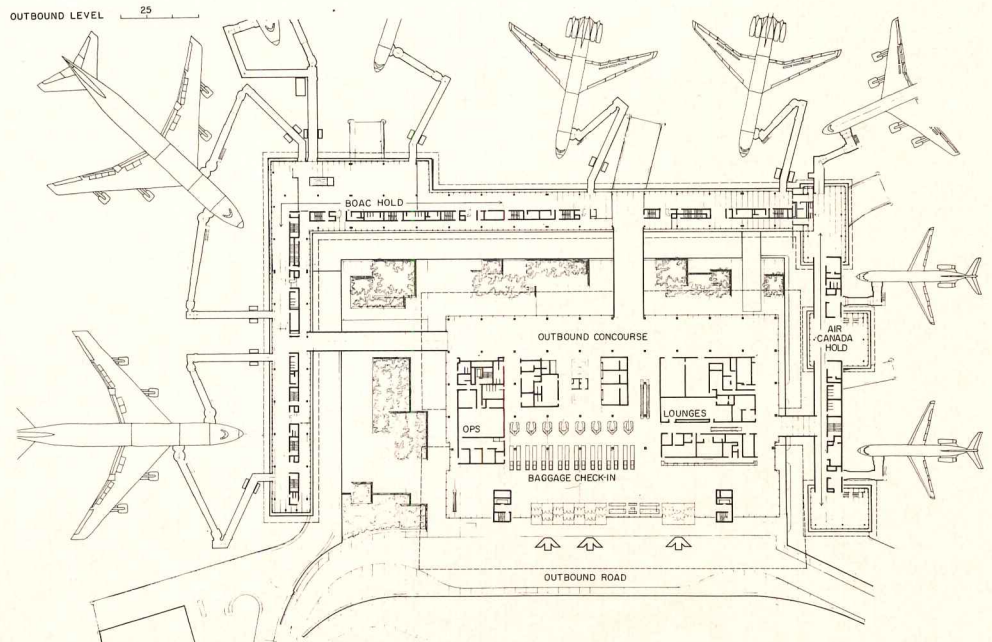 OUTBOUND LEVEL
25
BOAC HOLD
OUTBOUND CONCOURSE
AIR
CANADA
HOLD
LOUNGES
OPS
BAGGAGE CHECK-IN
OUTBOUND ROAD